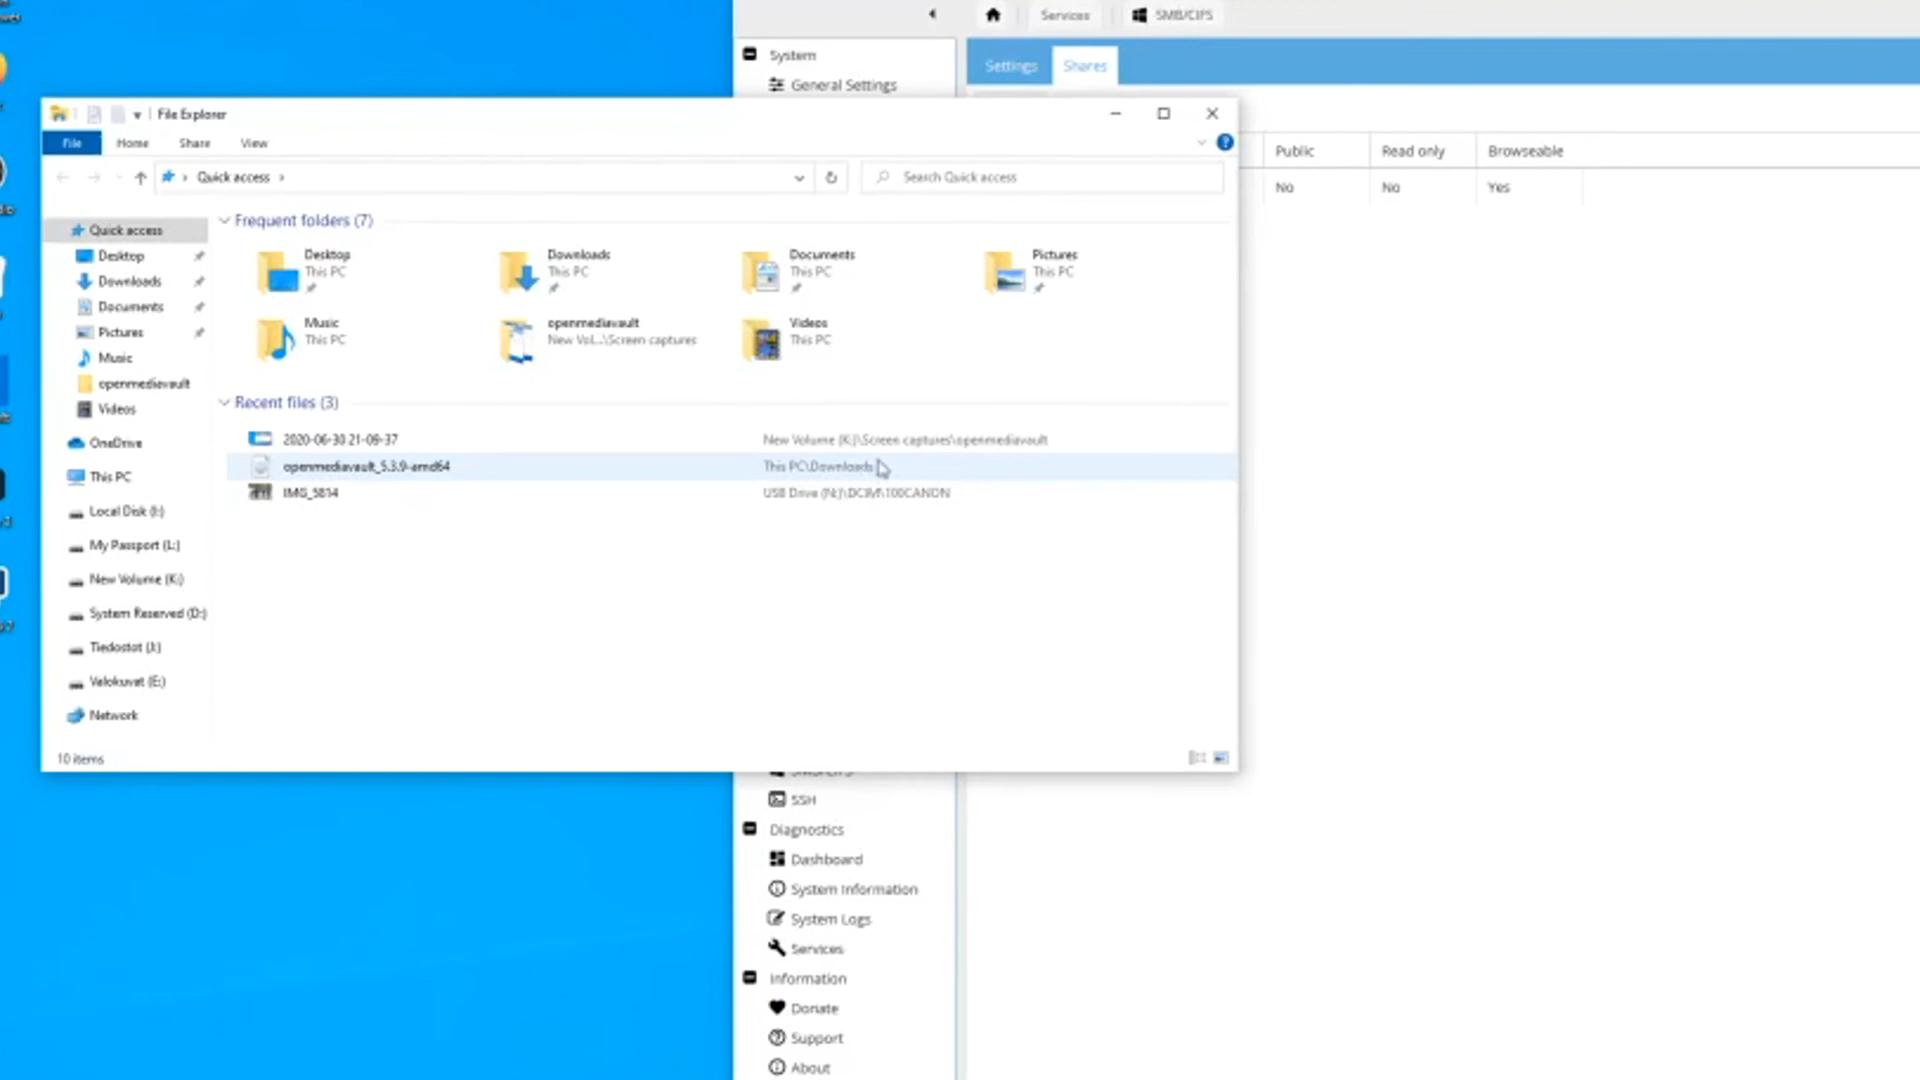 Services
SMB/CIFS
System
General Settings
Settings
Shares
File Explorer
File
Home
Share
View
Quick access
Search Quick access
Public
Read only
Browseable
No
No
Yes
Quick access
Desktop
Downloads
Documents
Pictures
Music
openmediavault
Videos
OneDrive
This PC
Local Disk (I:)
My Passport (L:)
New Volume (K:)
System Reserved (D:)
Tiedostot (J:)
Valokuvat (E:)
Network
Frequent folders (7)
Desktop
This PC
Downloads
This PC
Documents
This PC
Pictures
This PC
Music
This PC
openmediavault
New Vol...\Screen captures
Videos
This PC
Recent files (3)
2020-06-30 21-09-37
New Volume (K:)\Screen captures\openmediavault
openmediavault_5.3.9-amd64
This PC\Downloads
IMG_5814
USB Drive (N:)\DCIM\100CANON
10 items
SMB/CIFS
SSH
Diagnostics
Dashboard
System Information
System Logs
Services
Information
Donate
Support
About